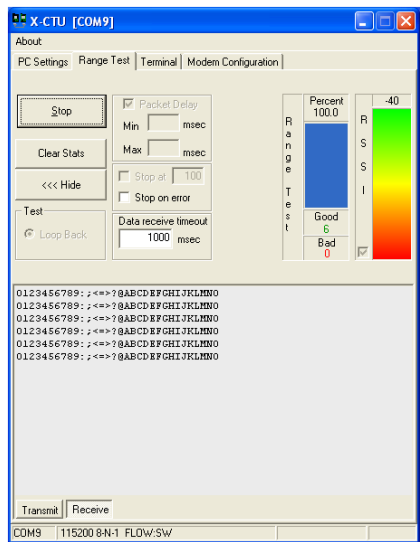 X-CTU [COM9]
About
PC Settings Range Test Terminal Modem Configuration
Stop
Clear Stats
<<< Hide
Test
Loop Back
Packet Delay
Min msec
Max msec
Stop at 100
Stop on error
Data receive timeout
1000 msec
Range Test
Percent
100.0
Good
6
Bad
0
RSSI
-40
0123456789:;<=>?@ABCDEFGHIJKLMNO
0123456789:;<=>?@ABCDEFGHIJKLMNO
0123456789:;<=>?@ABCDEFGHIJKLMNO
0123456789:;<=>?@ABCDEFGHIJKLMNO
0123456789:;<=>?@ABCDEFGHIJKLMNO
0123456789:;<=>?@ABCDEFGHIJKLMNO
Transmit Receive
COM9 115200 8-N-1 FLOW:SW